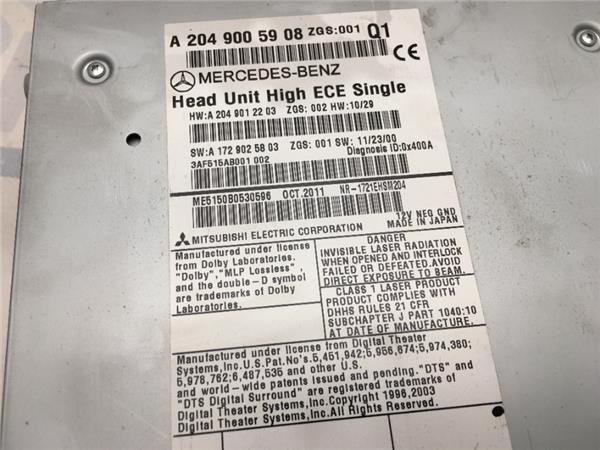 A 204 900 59 08 ZGS:001 Q1
MERCEDES-BENZ
Head Unit High ECE Single
HW:A 204 901 22 03 ZGS: 002 HW:10/29
SW:A 172 902 58 03 ZGS: 001 SW: 11/23/00
3AF515AB001 002 Diagnosis ID:0x400A
ME5150B0530596 OCT.2011 NR-1721EHSM204
12V NEG GND
MADE IN JAPAN
MITSUBISHI ELECTRIC CORPORATION
Manufactured under license
from Dolby Laboratories.
"Dolby","MLP Lossless",
and the double-D symbol
are trademarks of Dolby
Laboratories.
DANGER
INVISIBLE LASER RADIATION
WHEN OPENED AND INTERLOCK
FAILED OR DEFEATED.AVOID
DIRECT EXPOSURE TO BEAM.
CLASS 1 LASER PRODUCT
PRODUCT COMPLIES WITH
DHHS RULES 21 CFR
SUBCHAPTER J PART 1040:10
AT DATE OF MANUFACTURE.
Manufactured under license from Digital Theater
Systems,Inc.U.S.Pat.No's.5,451,942;5,956,674;5,974,380;
5,978,762;6,487,535 and other U.S.
and world-wide patents issued and pending."DTS" and
"DTS Digital Surround" are registered trademarks of
Digital Theater Systems,Inc.Copyright 1996,2003
Digital Theater Systems,Inc.All Rights Reserved.